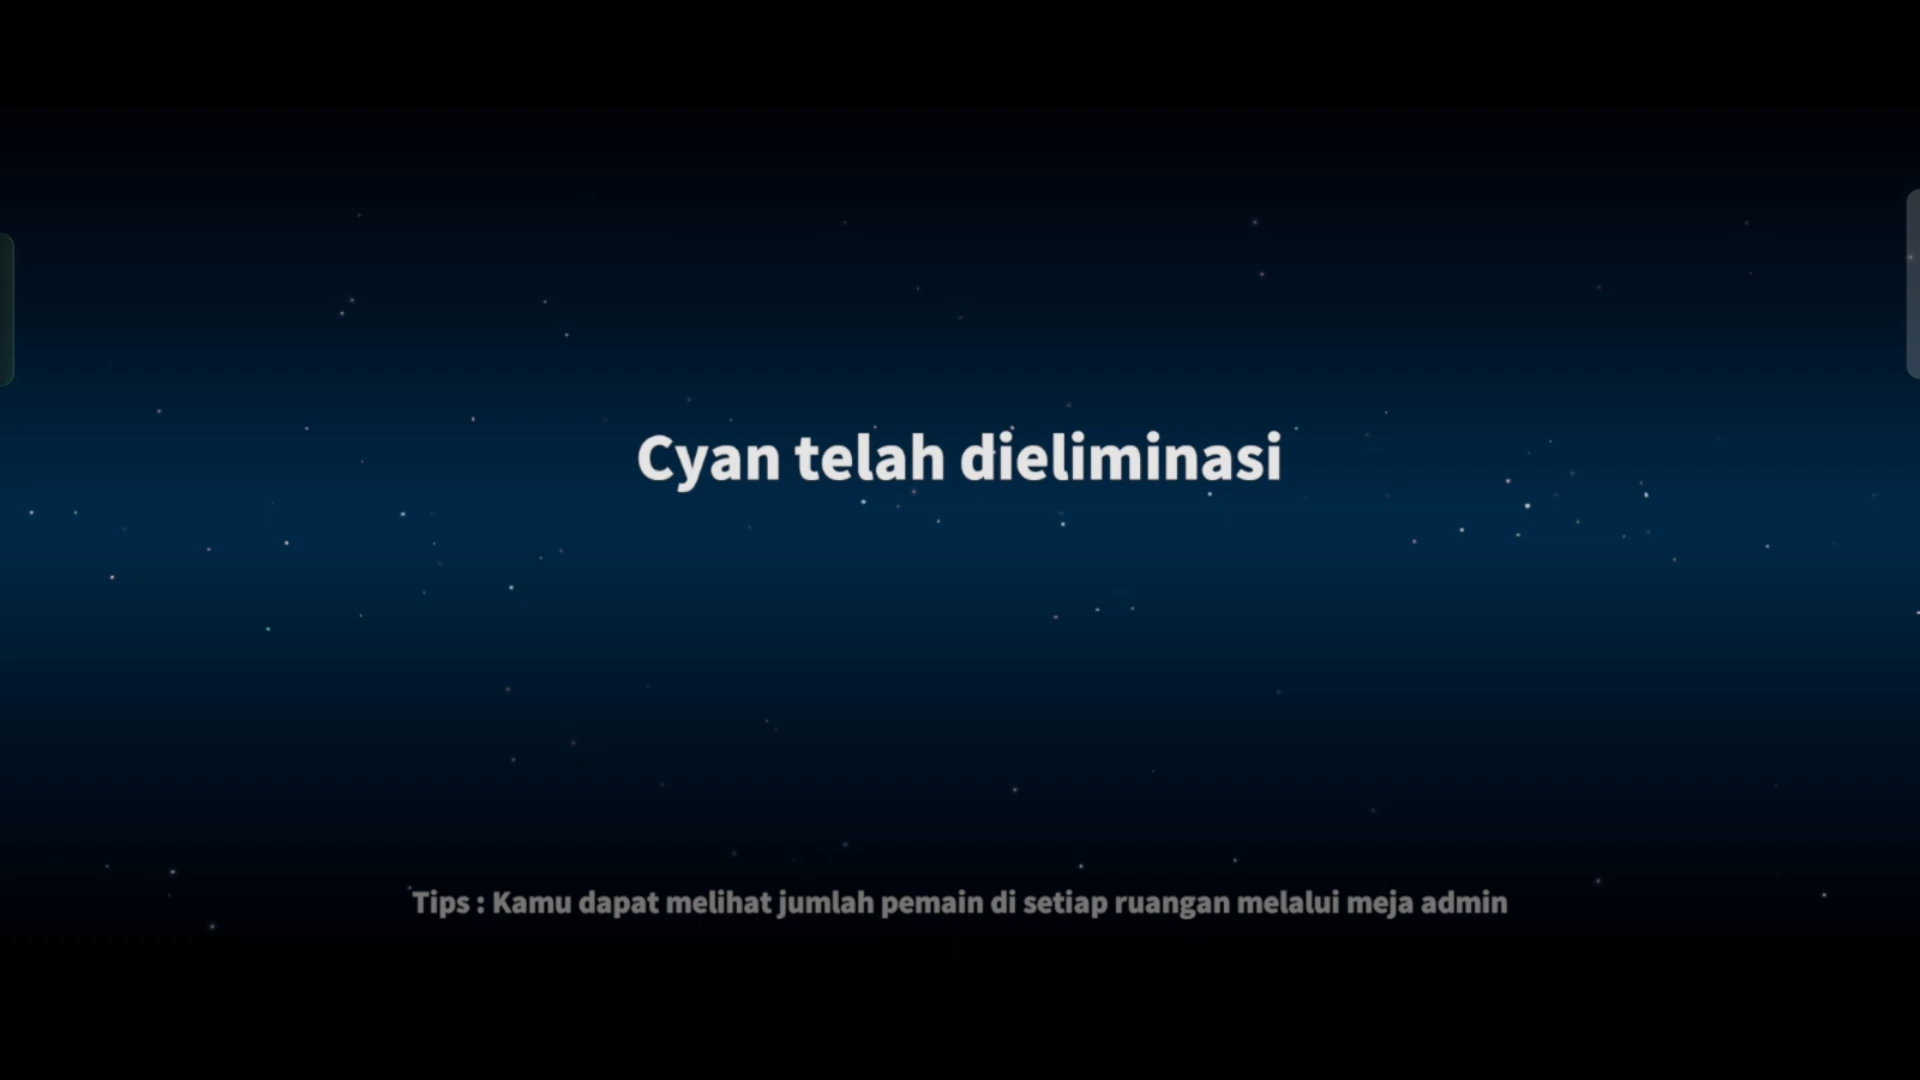 Cyan telah dieliminasi
Tips : Kamu dapat melihat jumlah pemain di setiap ruangan melalui meja admin